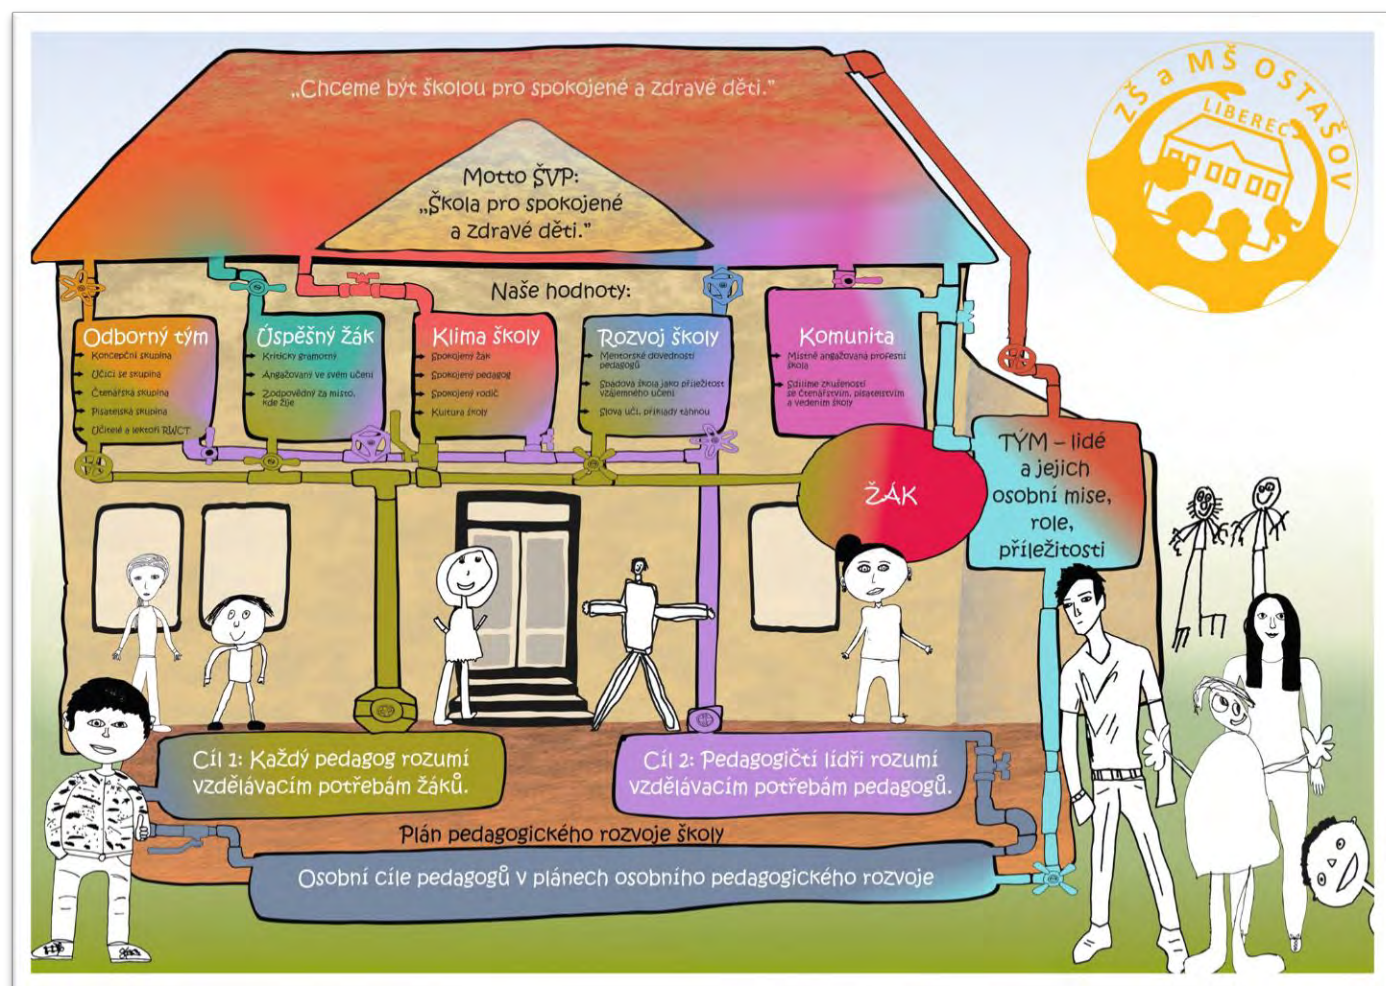 „Chceme být školou pro spokojené a zdravé děti.”
ZŠ a MŠ OSTAŠOV
LIBEREC
Motto ŠVP:
„Škola pro spokojené
a zdravé děti.”
Naše hodnoty:
Odborný tým
Koncepční skupina
Učící se skupina
Čtenářská skupina
Pisatelská skupina
Učitelé a lektoři RWCT
Úspěšný žák
Kriticky gramotný
Angažovaný ve svém učení
Zodpovědný za místo,
kde žije
Klima školy
Spokojený žák
Spokojený pedagog
Spokojený rodič
Kultura školy
Rozvoj školy
Mentorské dovednosti
pedagogů
Spádová škola jako příležitost
vzájemného učení
Slova učí, příklady táhnou
Komunita
Místně angažovaná profesní
škola
Sdílíme zkušenosti
se čtenářstvím, pisatelstvím
a vedením školy
ŽÁK
TÝM – lidé
a jejich
osobní mise,
role,
příležitosti
Cíl 1: Každý pedagog rozumí
vzdělávacím potřebám žáků.
Cíl 2: Pedagogičtí lídři rozumí
vzdělávacím potřebám pedagogů.
Plán pedagogického rozvoje školy
Osobní cíle pedagogů v plánech osobního pedagogického rozvoje